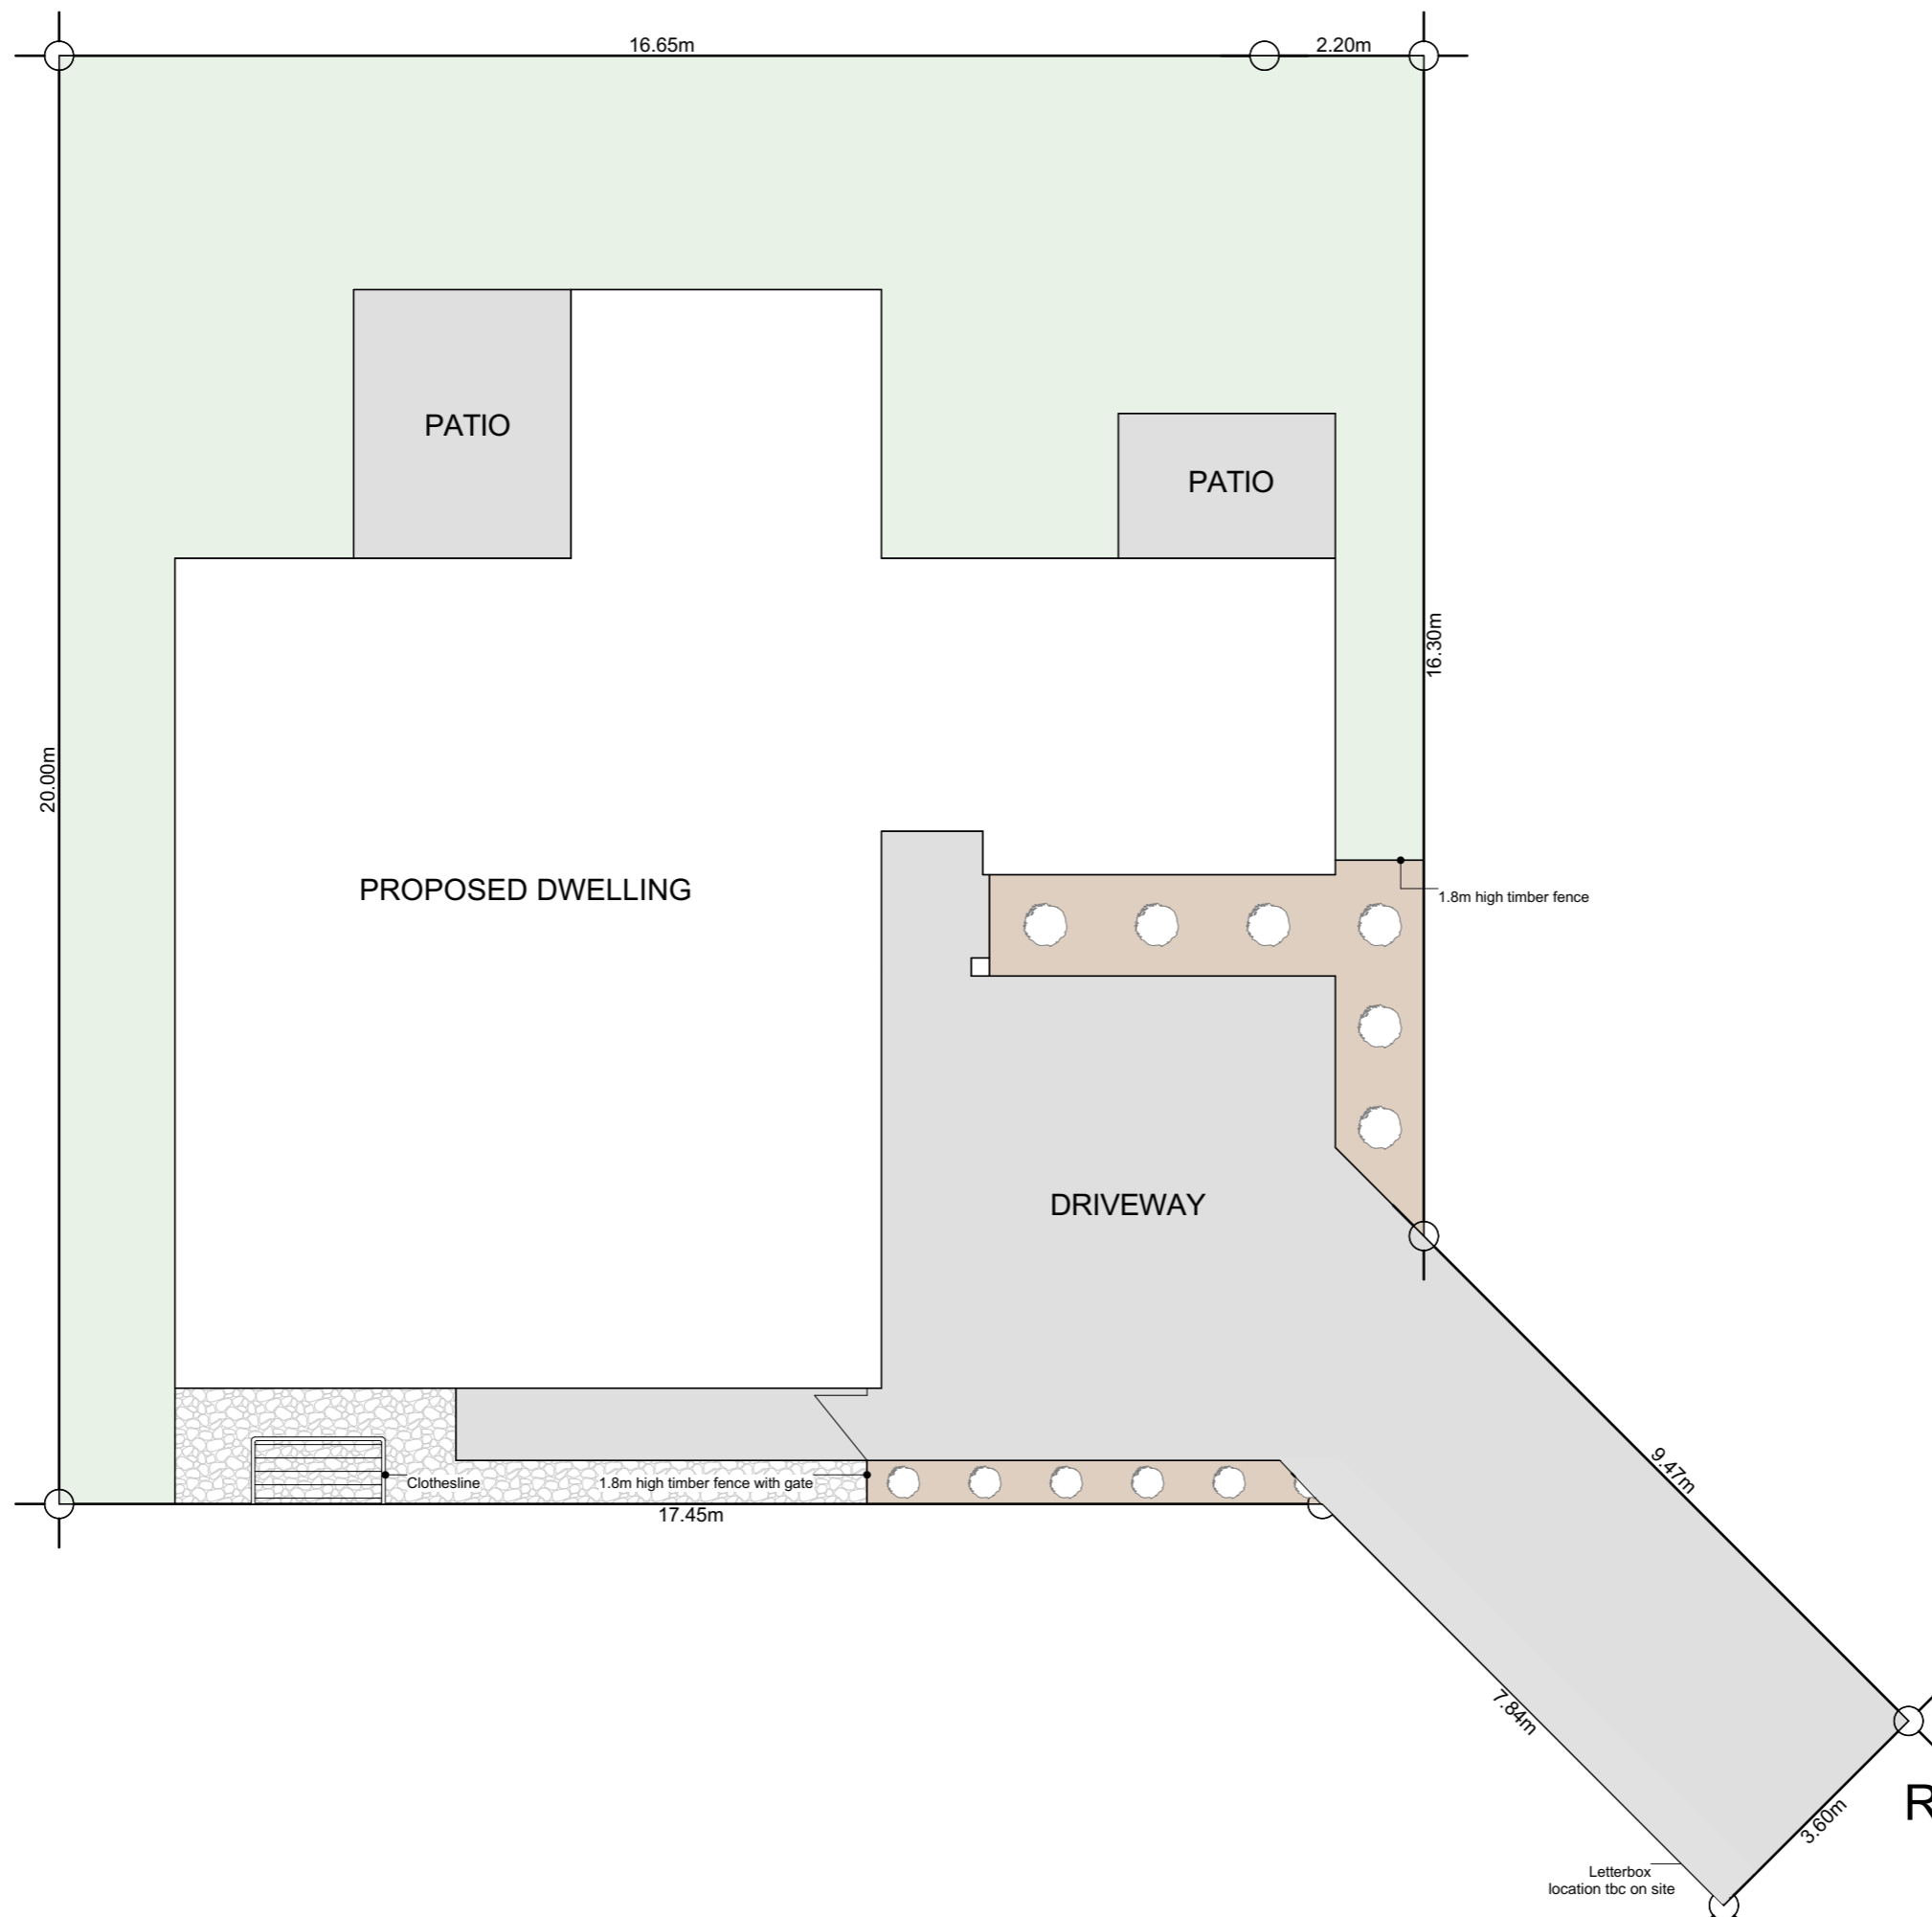 16.65m
2.20m
PATIO
PATIO
16.30m
20.00m
PROPOSED DWELLING
1.8m high timber fence
DRIVEWAY
9.47m
Clothesline
1.8m high timber fence with gate
17.45m
7.84m
R
3.60m
Letterbox
location tbc on site